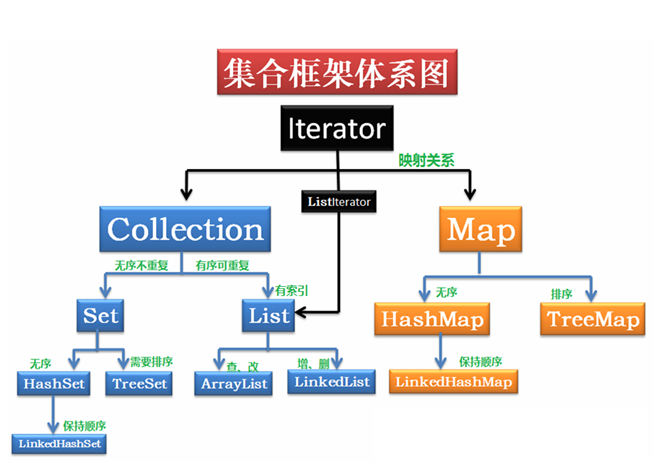 集合框架体系图
Iterator
映射关系
ListIterator
Collection
Map
无序不重复
有序可重复
有索引
无序
排序
Set
List
HashMap
TreeMap
无序
需要排序
查、改
增、删
保持顺序
HashSet
TreeSet
ArrayList
LinkedList
LinkedHashMap
保持顺序
LinkedHashSet